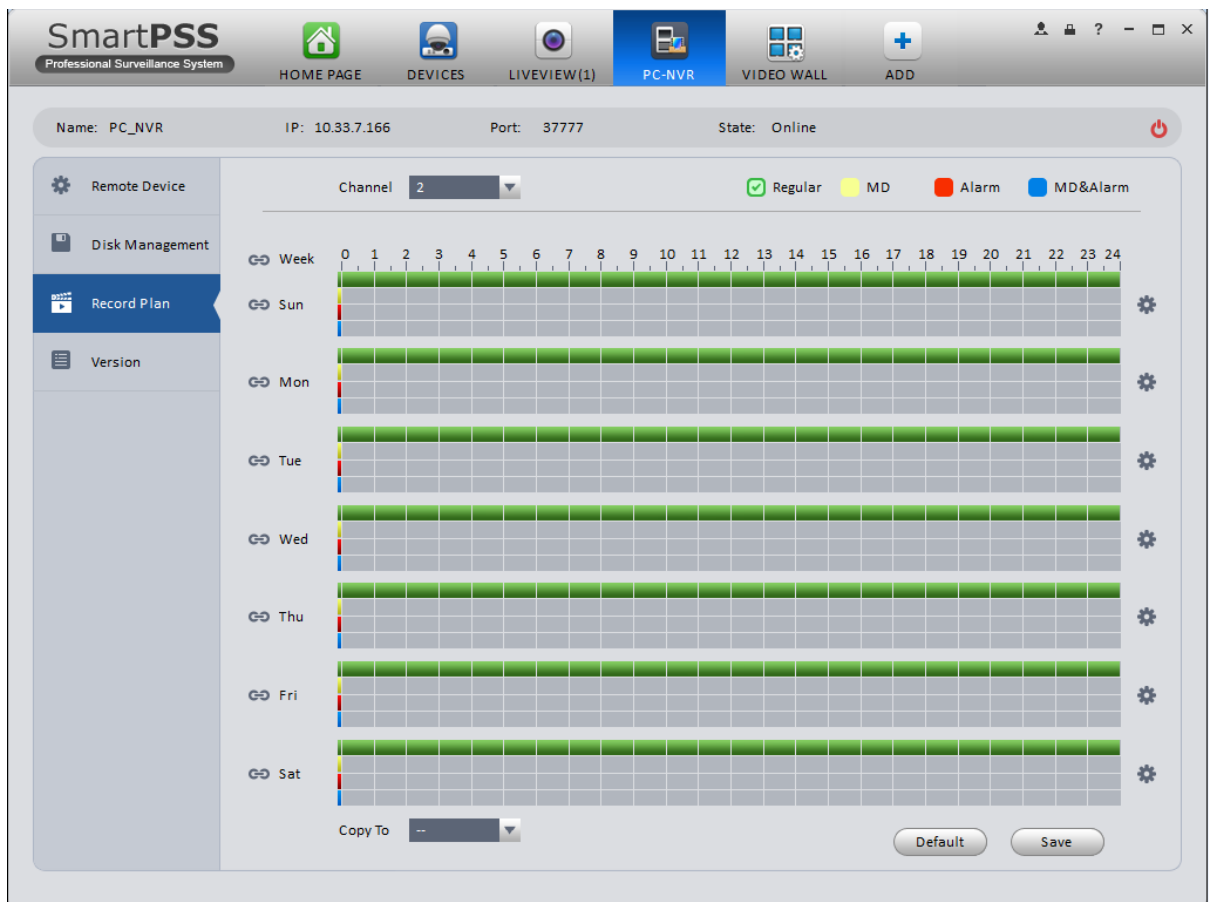 SmartPSS
Professional Surveillance System
HOME PAGE DEVICES LIVEVIEW(1) PC-NVR VIDEO WALL ADD
?
Name: PC_NVR IP: 10.33.7.166 Port: 37777 State: Online
Remote Device
Disk Management
Record Plan
Version
Channel 2 Regular MD Alarm MD&Alarm
Week 0 1 2 3 4 5 6 7 8 9 10 11 12 13 14 15 16 17 18 19 20 21 22 23 24
Sun
Mon
Tue
Wed
Thu
Fri
Sat
Copy To --
Default Save